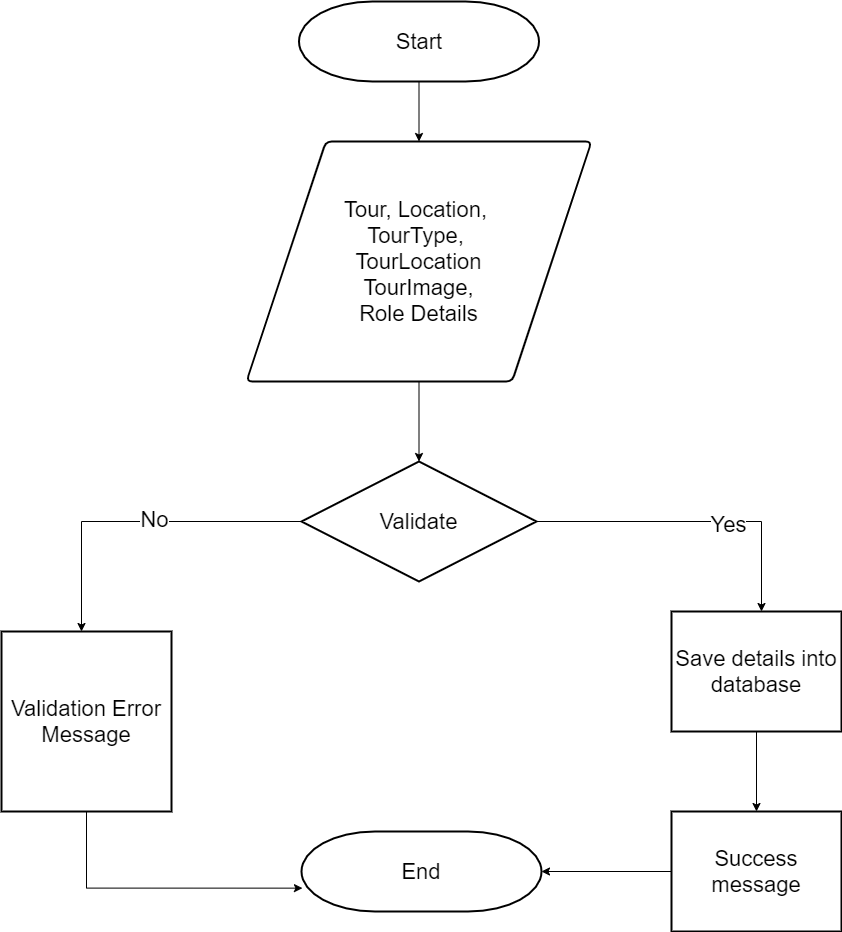 Start
Tour, Location,
TourType,
TourLocation
TourImage,
Role Details
Validate
No
Yes
Save details into
database
Validation Error
Message
Success
message
End